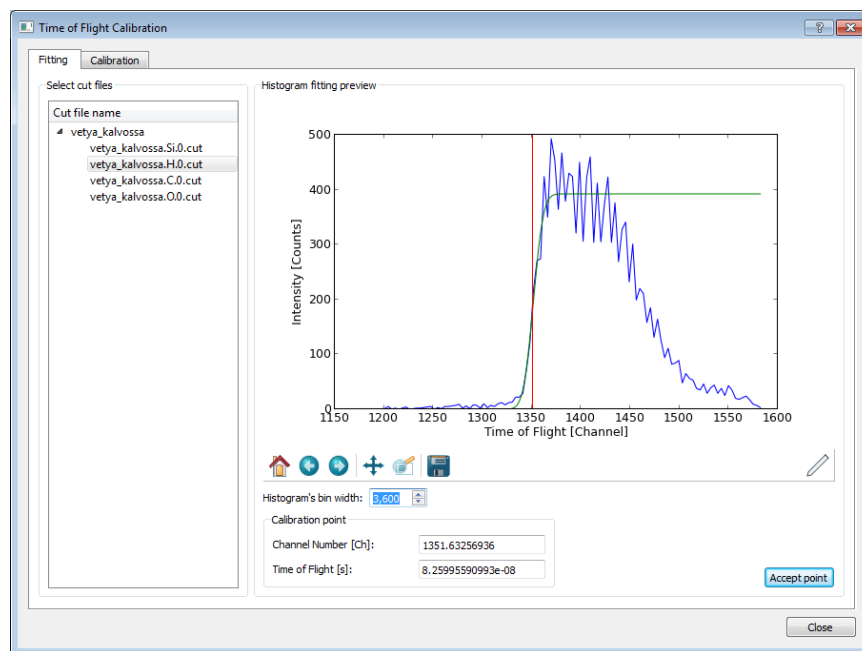 Time of Flight Calibration
Fitting
Calibration
Select cut files
Cut file name
vetya_kalvossa
vetya_kalvossa.Si.0.cut
vetya_kalvossa.H.0.cut
vetya_kalvossa.C.0.cut
vetya_kalvossa.O.0.cut
Histogram fitting preview
500
400
300
200
100
0
Intensity [Counts]
1150 1200 1250 1300 1350 1400 1450 1500 1550 1600
Time of Flight [Channel]
Histogram's bin width: 3,600
Calibration point
Channel Number [Ch]: 1351.63256936
Time of Flight [s]: 8.25995590993e-08
Accept point
Close